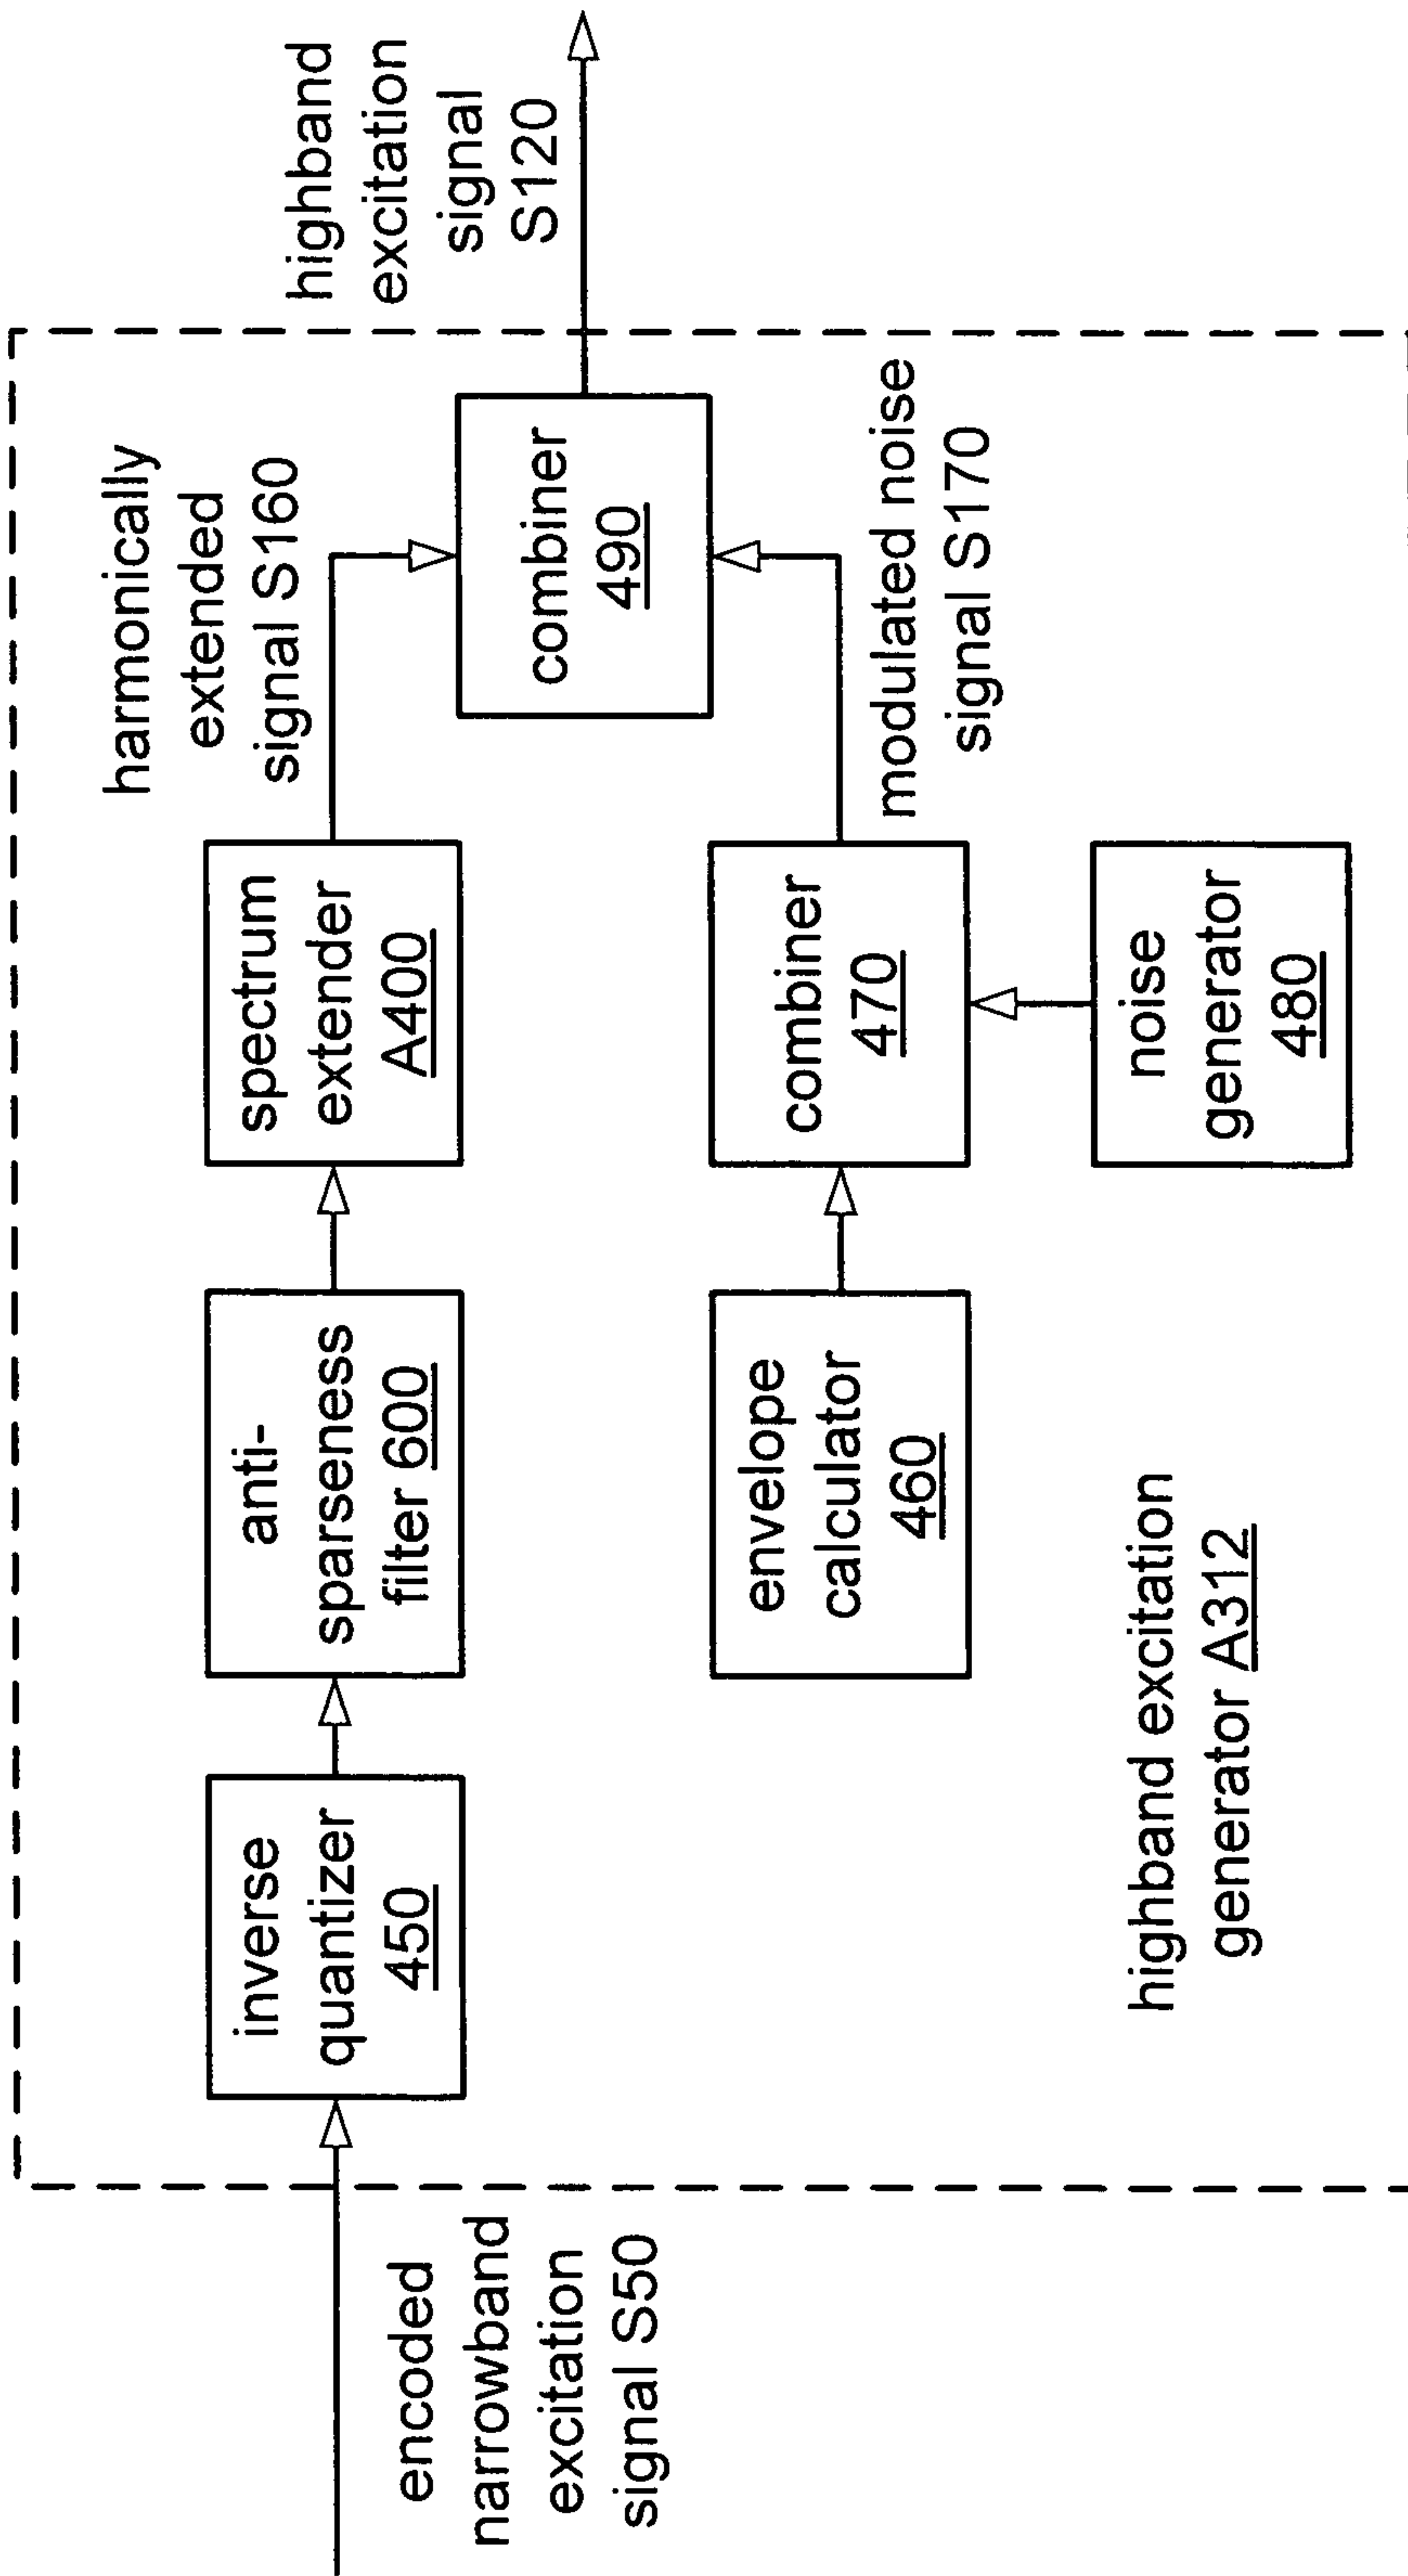 encoded
narrowband
excitation
signal S50
inverse
quantizer
450
anti-
sparseness
filter 600
spectrum
extender
A400
harmonically
extended
signal S160
envelope
calculator
460
combiner
470
noise
generator
480
modulated noise
signal S170
combiner
490
highband
excitation
signal
S120
highband excitation
generator A312